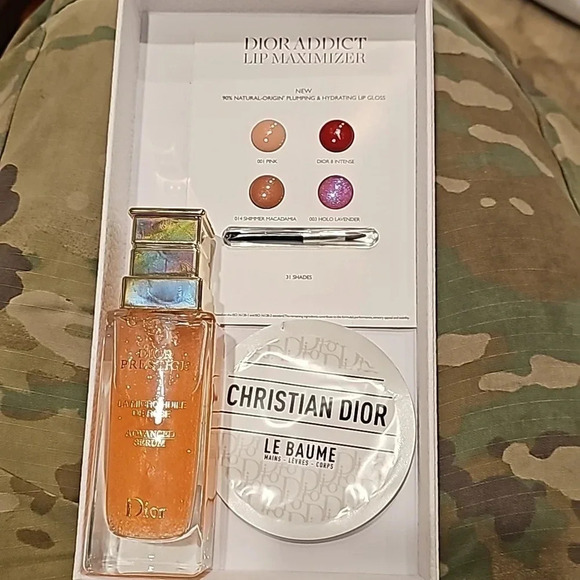 DIOR ADDICT
LIP MAXIMIZER
NEW
90% NATURAL-ORIGIN* PLUMPING & HYDRATING LIP GLOSS
001 PINK
DIOR 8 INTENSE
014 SHIMMER MACADAMIA
003 HOLO LAVENDER
31 SHADES
DIOR
PRESTIGE
LA MICRO-HUILE
DE ROSE
ADVANCED
SERUM
Dior
CHRISTIAN DIOR
LE BAUME
MAINS - LÈVRES - CORPS